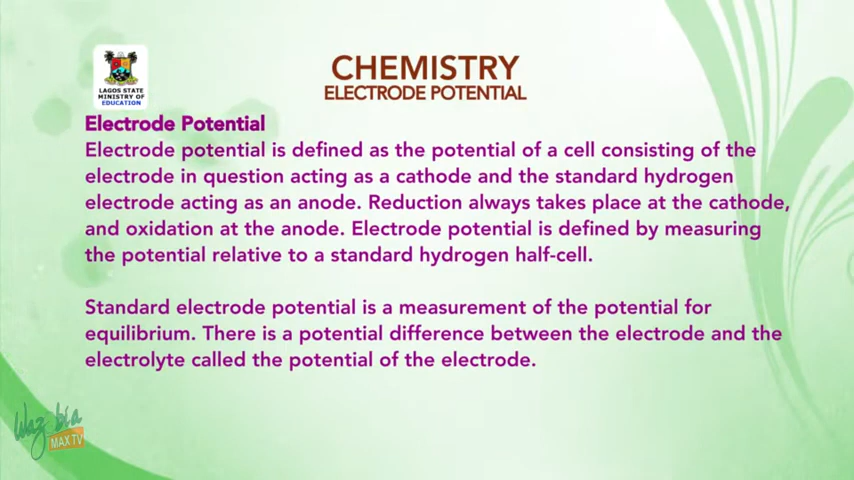 CHEMISTRY
ELECTRODE POTENTIAL
LAGOS STATE
MINISTRY OF
EDUCATION
Electrode Potential
Electrode potential is defined as the potential of a cell consisting of the
electrode in question acting as a cathode and the standard hydrogen
electrode acting as an anode. Reduction always takes place at the cathode,
and oxidation at the anode. Electrode potential is defined by measuring
the potential relative to a standard hydrogen half-cell.
Standard electrode potential is a measurement of the potential for
equilibrium. There is a potential difference between the electrode and the
electrolyte called the potential of the electrode.
Wazobia
MAX TV